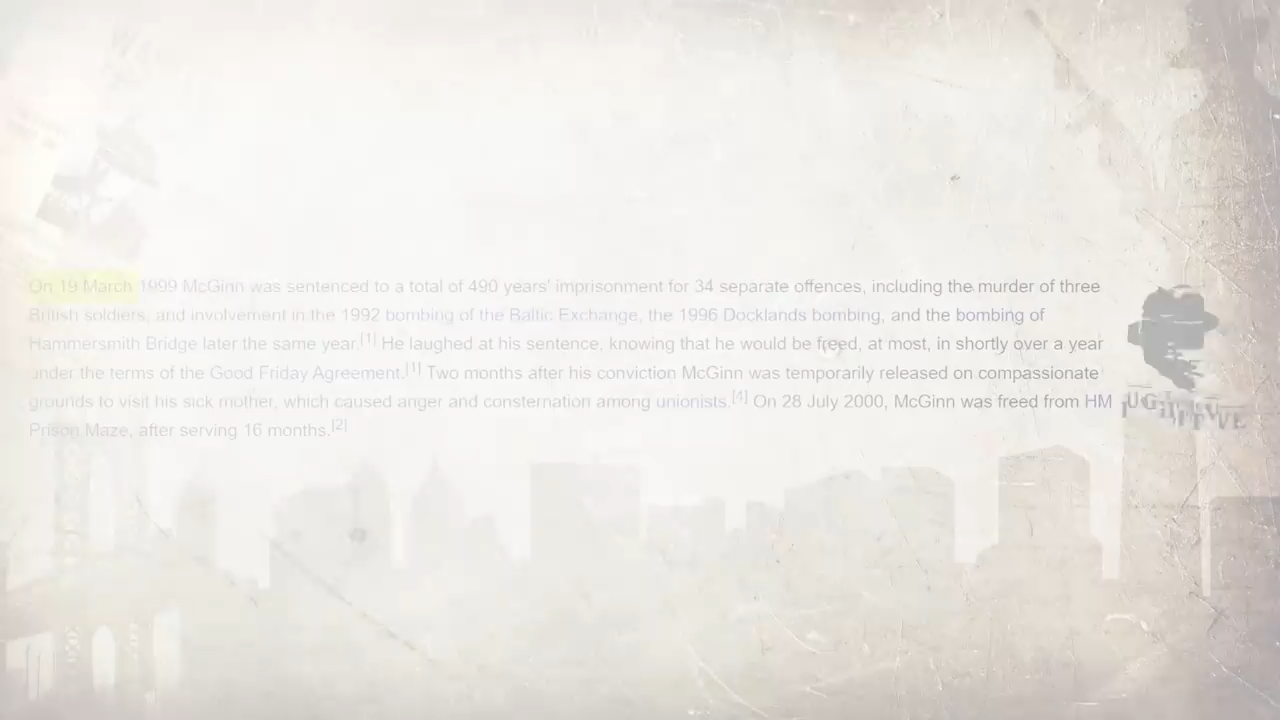 On 19 March 1999 McGinn was sentenced to a total of 490 years' imprisonment for 34 separate offences, including the murder of three
British soldiers, and involvement in the 1992 bombing of the Baltic Exchange, the 1996 Docklands bombing, and the bombing of
Hammersmith Bridge later the same year.[1] He laughed at his sentence, knowing that he would be freed, at most, in shortly over a year
under the terms of the Good Friday Agreement.[1] Two months after his conviction McGinn was temporarily released on compassionate
grounds to visit his sick mother, which caused anger and consternation among unionists.[4] On 28 July 2000, McGinn was freed from HM
Prison Maze, after serving 16 months.[2]